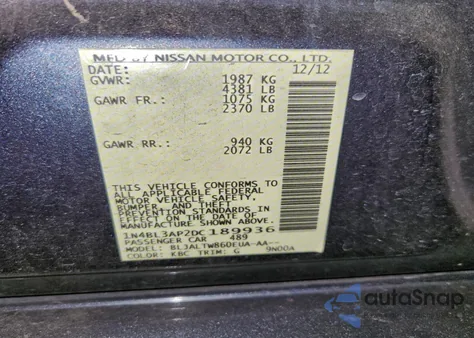 MFD BY NISSAN MOTOR CO., LTD.
DATE: 12/12
GVWR: 1987 KG
4381 LB
GAWR FR.: 1075 KG
2370 LB
GAWR RR.: 940 KG
2072 LB
THIS VEHICLE CONFORMS TO
ALL APPLICABLE FEDERAL
MOTOR VEHICLE SAFETY,
BUMPER, AND THEFT
PREVENTION STANDARDS IN
EFFECT ON THE DATE OF
MANUFACTURE SHOWN ABOVE.
1N4BL3AP2DC189936
PASSENGER CAR 489
MODEL: BLJALTWB60EUA-AA--
COLOR: KBC TRIM: G 9N00A
autoSnap